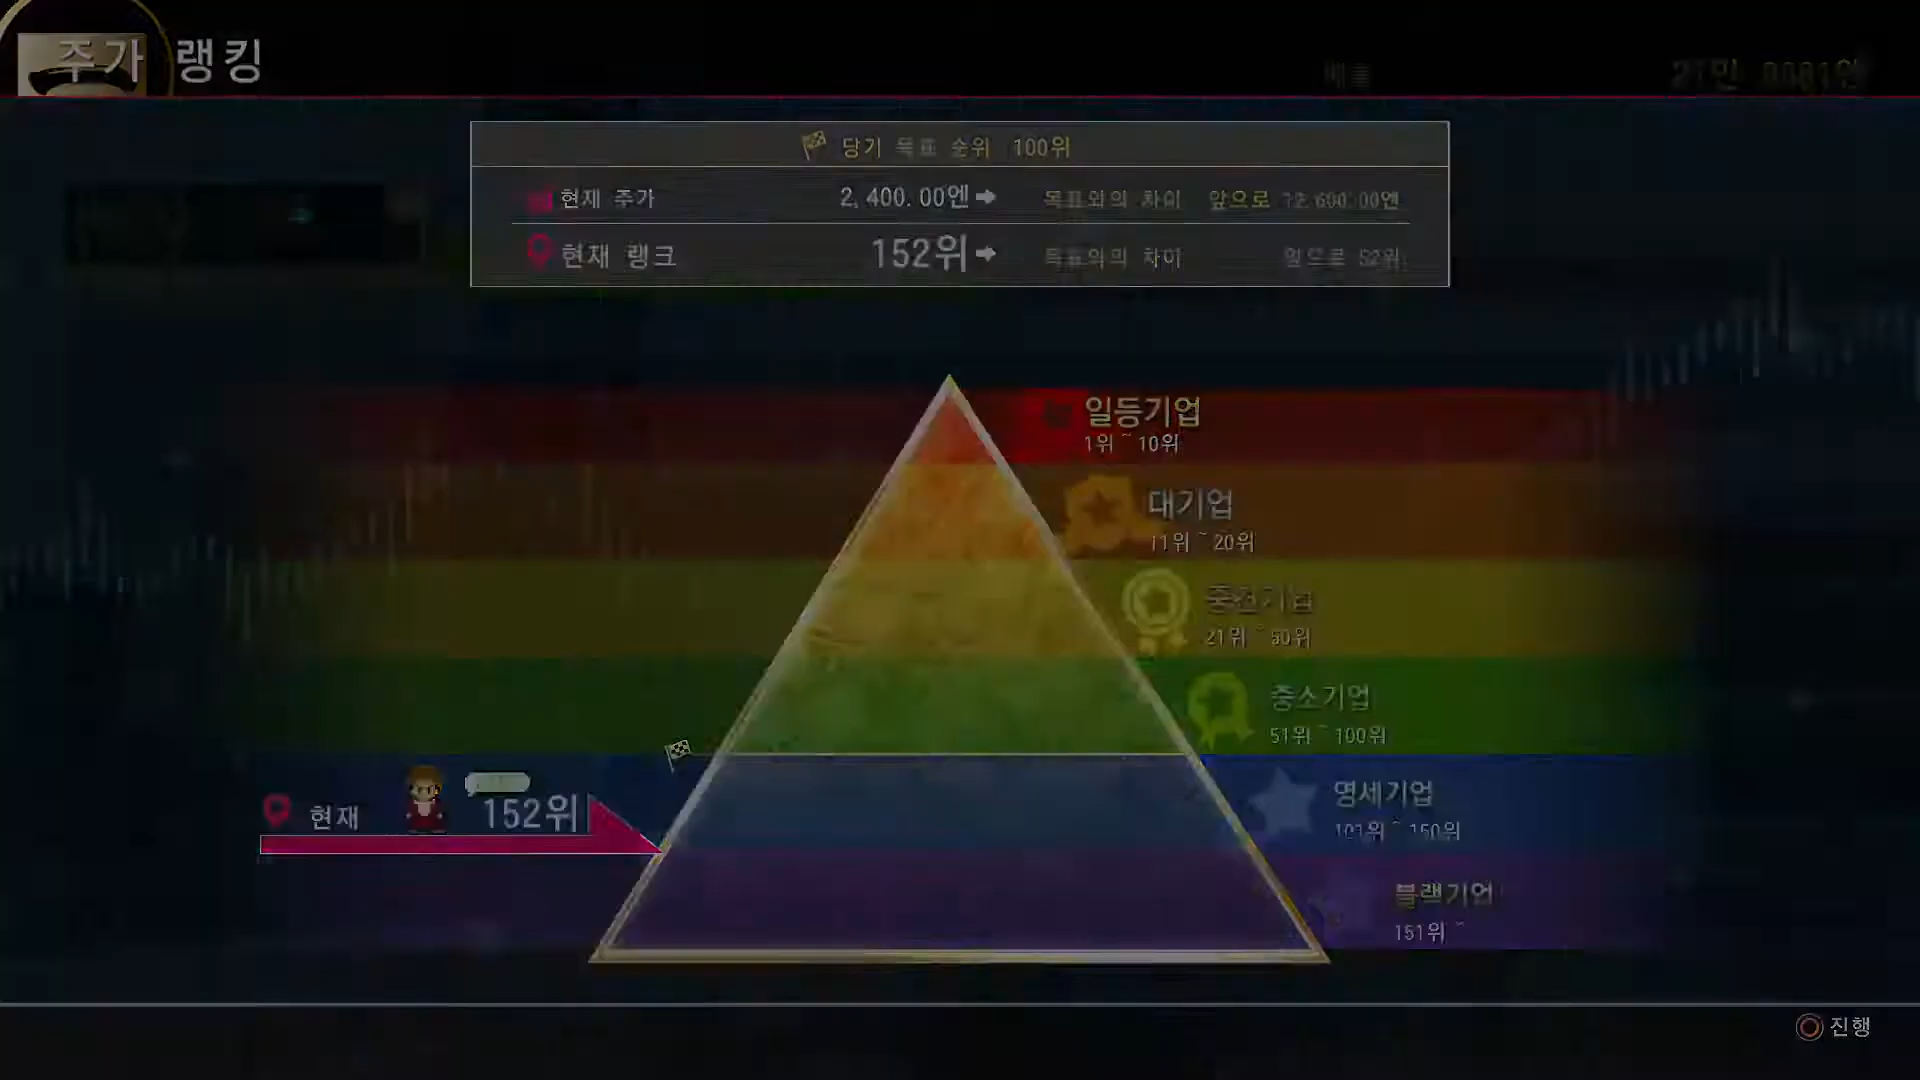 주가 랭킹
당기 목표 순위 100위
현재 주가 2,400.00엔 목표와의 차이 앞으로 12,600.00엔
현재 랭크 152위 목표와의 차이 앞으로 52위
일등기업
1위 ~ 10위
대기업
11위 ~ 20위
중견기업
21위 ~ 50위
중소기업
51위 ~ 100위
현재 152위
영세기업
101위 ~ 150위
블랙기업
151위 ~
진행